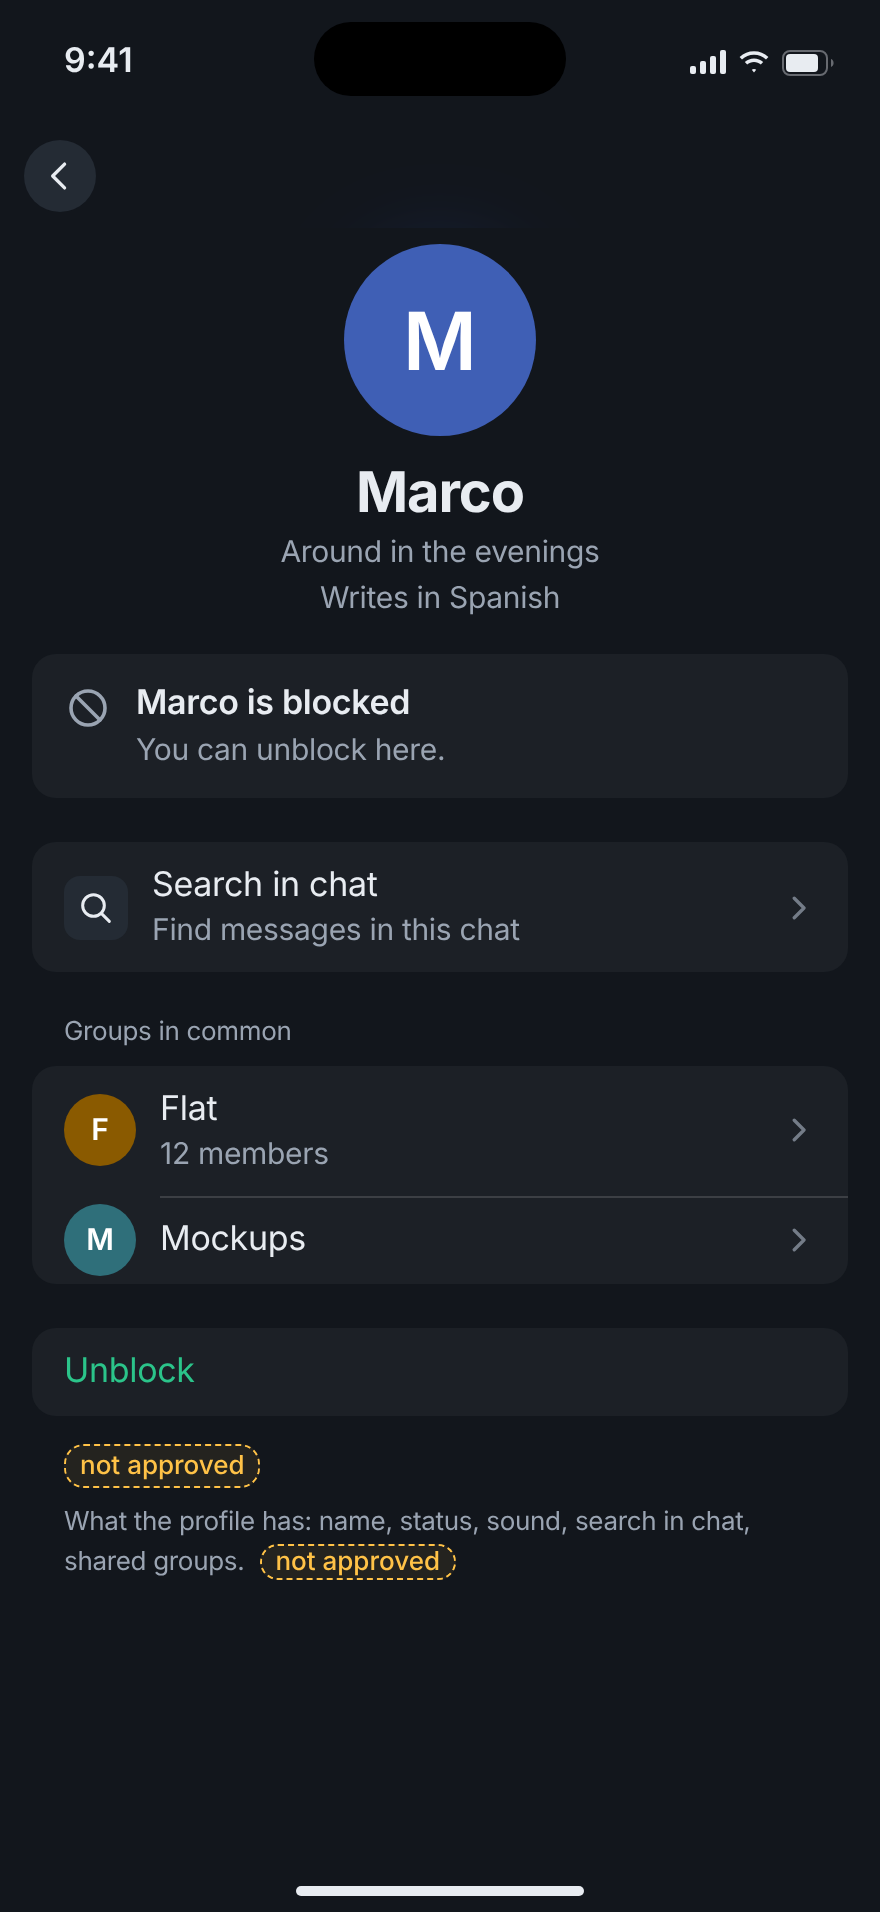 9:41
M
Marco
Around in the evenings
Writes in Spanish
Marco is blocked
You can unblock here.
Search in chat
Find messages in this chat
Groups in common
F
Flat
12 members
M
Mockups
Unblock
not approved
What the profile has: name, status, sound, search in chat,
shared groups. not approved